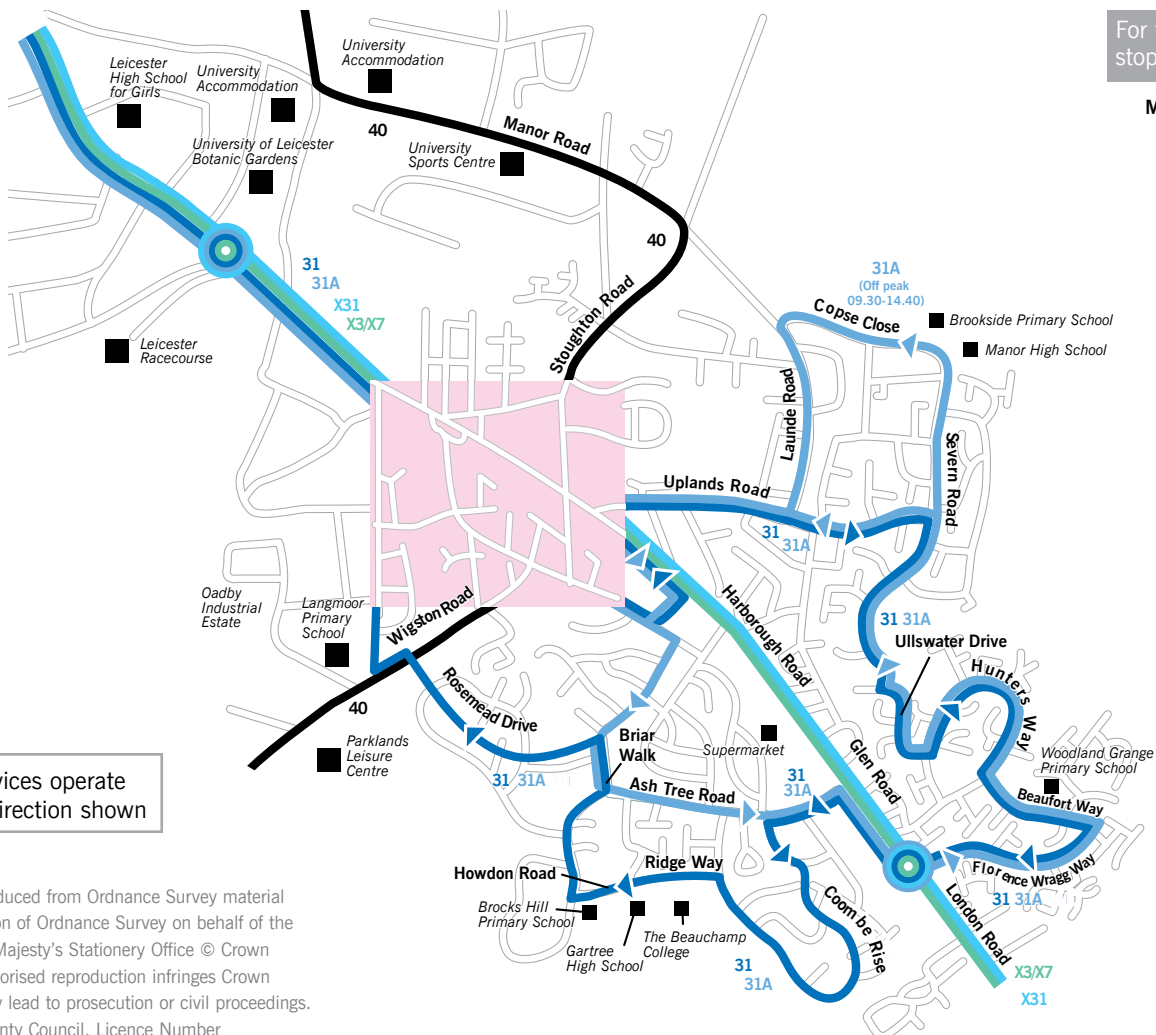 For
stop
M
Leicester
High School
for Girls
University
Accommodation
University
Accommodation
University of Leicester
Botanic Gardens
40
Manor Road
University
Sports Centre
40
Stoughton Road
31
31A
X31
X3/X7
Leicester
Racecourse
31A
(Off peak
09.30-14.40)
Copse Close
Brookside Primary School
Manor High School
Launde Road
Severn Road
Uplands Road
31
31A
Oadby
Industrial
Estate
Langmoor
Primary
School
Wigston Road
Harborough Road
31 31A
Ullswater Drive
Hunters Way
Rosemead Drive
40
Parklands
Leisure
Centre
Briar
Walk
Supermarket
Glen Road
Woodland Grange
Primary School
31 31A
Ash Tree Road
31
31A
Beaufort Way
vices operate
direction shown
Howdon Road
Ridge Way
Florence Wragg Way
31 31A
Brocks Hill
Primary School
Gartree
High School
The Beauchamp
College
Coombe Rise
London Road
31
31A
X3/X7
X31
duced from Ordnance Survey material
on of Ordnance Survey on behalf of the
Majesty's Stationery Office © Crown
orised reproduction infringes Crown
y lead to prosecution or civil proceedings.
nty Council. Licence Number